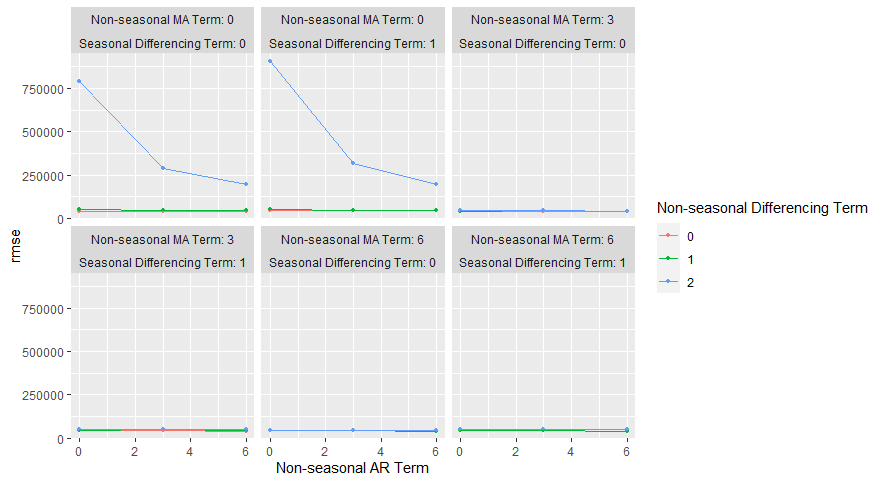 Non-seasonal MA Term: 0
Seasonal Differencing Term: 0
Non-seasonal MA Term: 0
Seasonal Differencing Term: 1
Non-seasonal MA Term: 3
Seasonal Differencing Term: 0
750000
500000
250000
0
Non-seasonal MA Term: 3
Seasonal Differencing Term: 1
Non-seasonal MA Term: 6
Seasonal Differencing Term: 0
Non-seasonal MA Term: 6
Seasonal Differencing Term: 1
750000
500000
250000
0
rmse
0 2 4 6
0 2 4 6
0 2 4 6
Non-seasonal AR Term
Non-seasonal Differencing Term
0
1
2